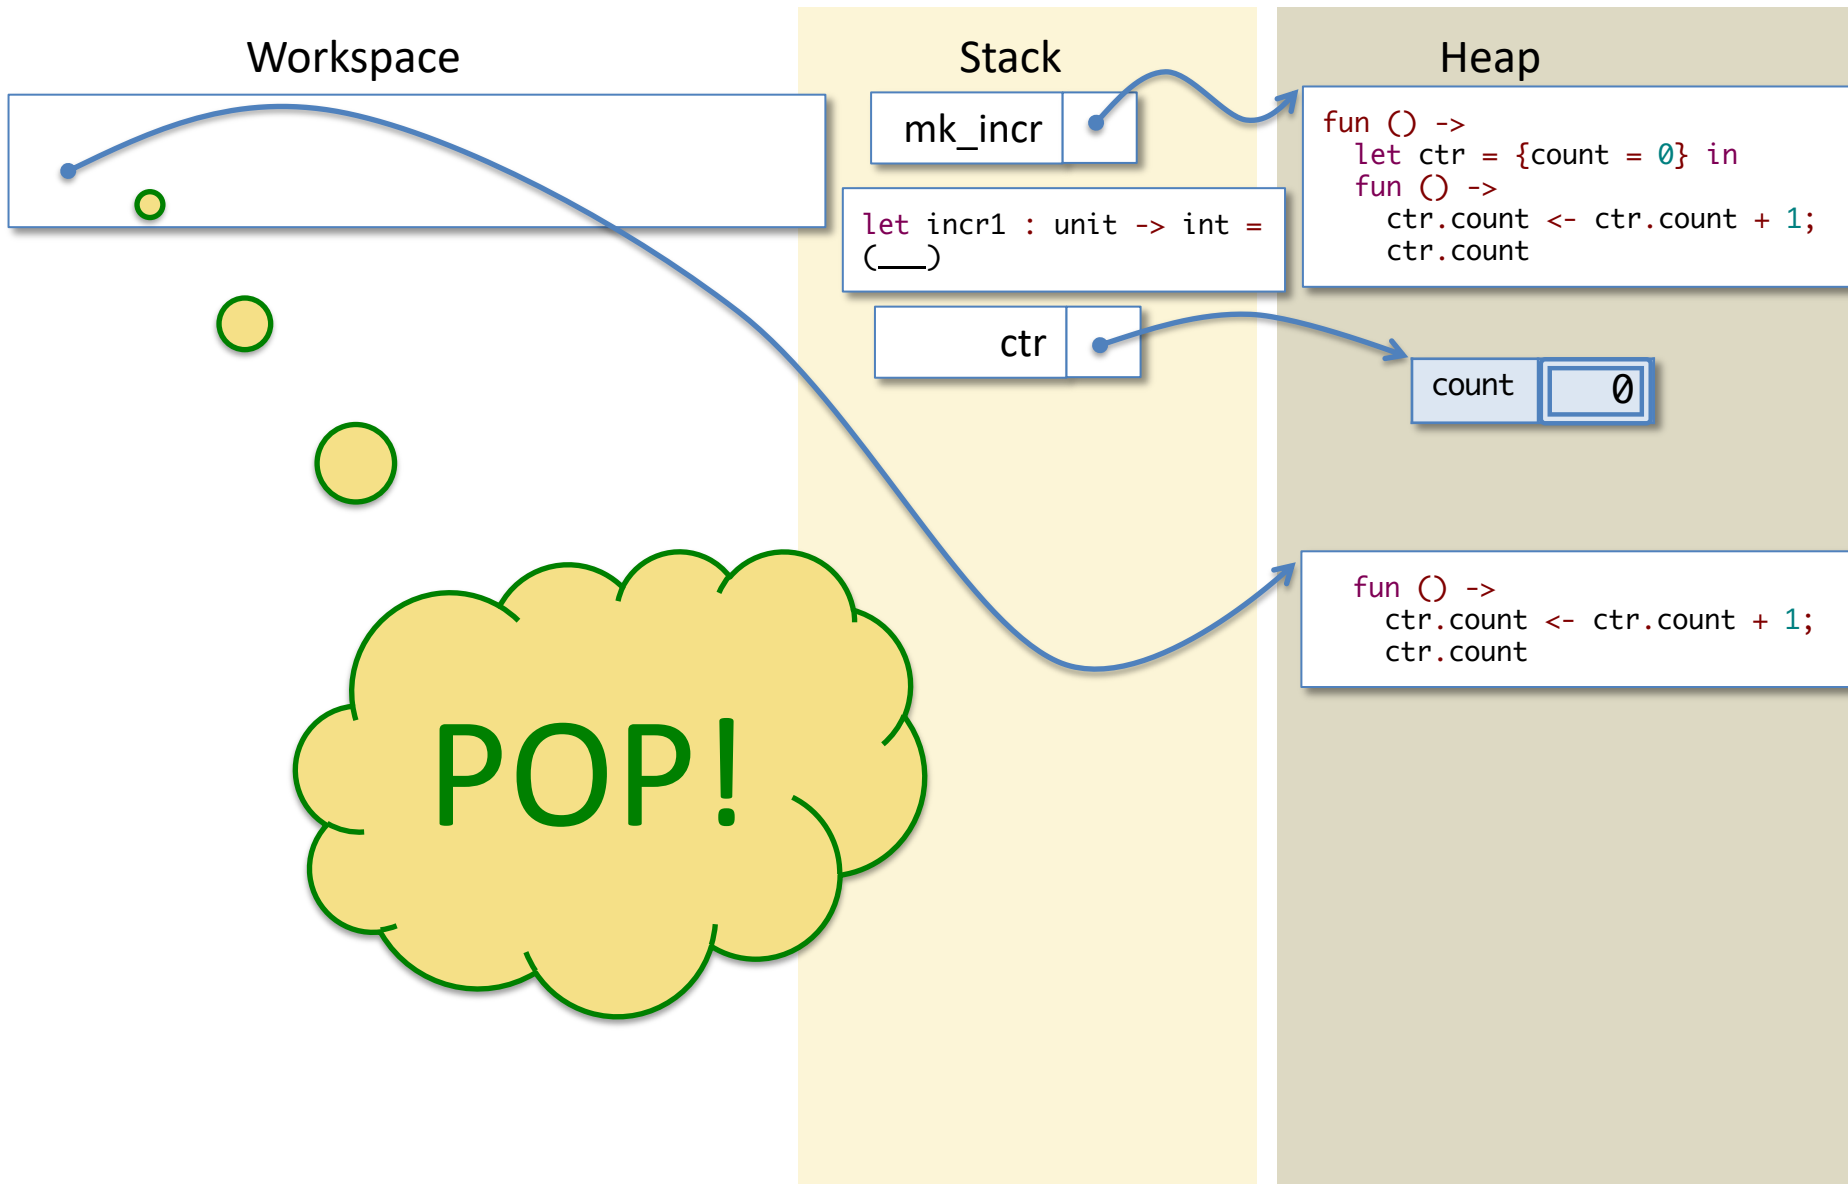 Workspace
Stack
Heap
mk_incr
let incr1 : unit -> int =
(___)
ctr
fun () ->
  let ctr = {count = 0} in
  fun () ->
    ctr.count <- ctr.count + 1;
    ctr.count
count 0
fun () ->
  ctr.count <- ctr.count + 1;
  ctr.count
POP!